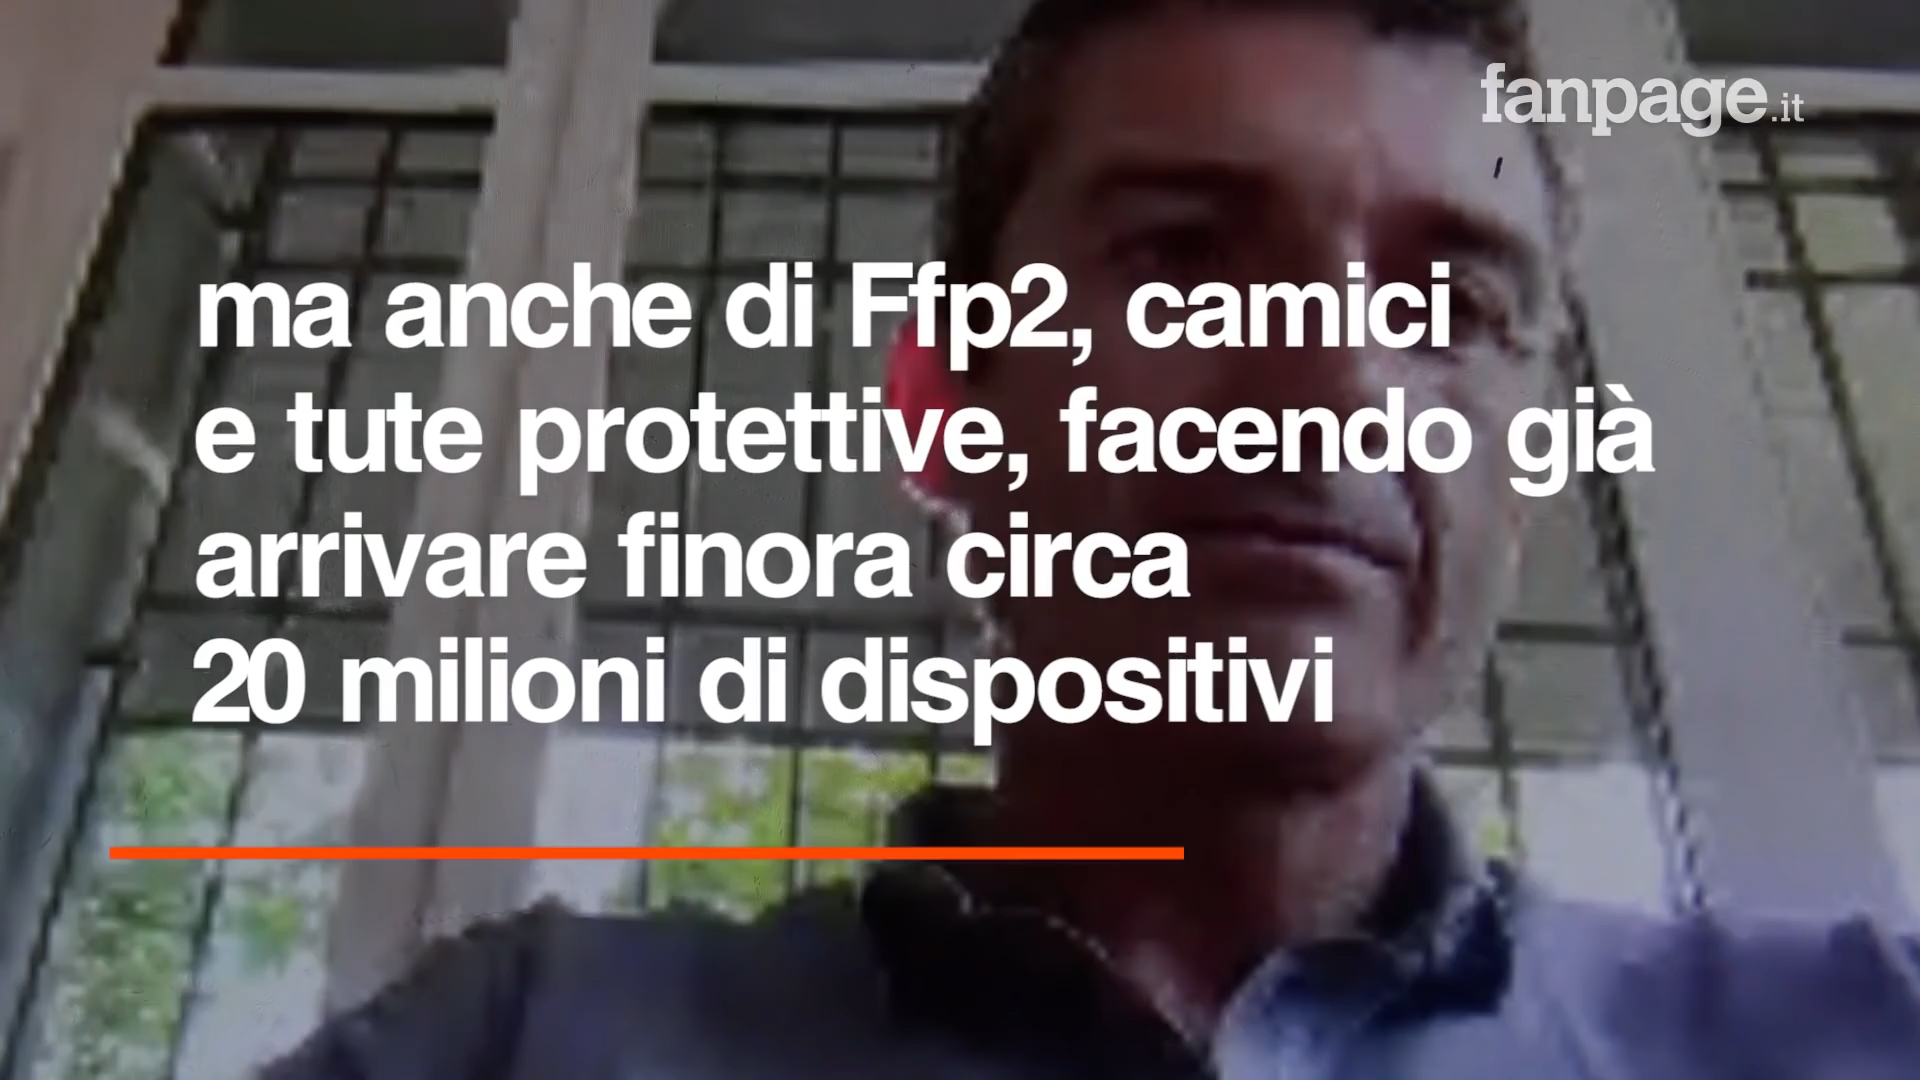 fanpage.it
ma anche di Ffp2, camici
e tute protettive, facendo già
arrivare finora circa
20 milioni di dispositivi